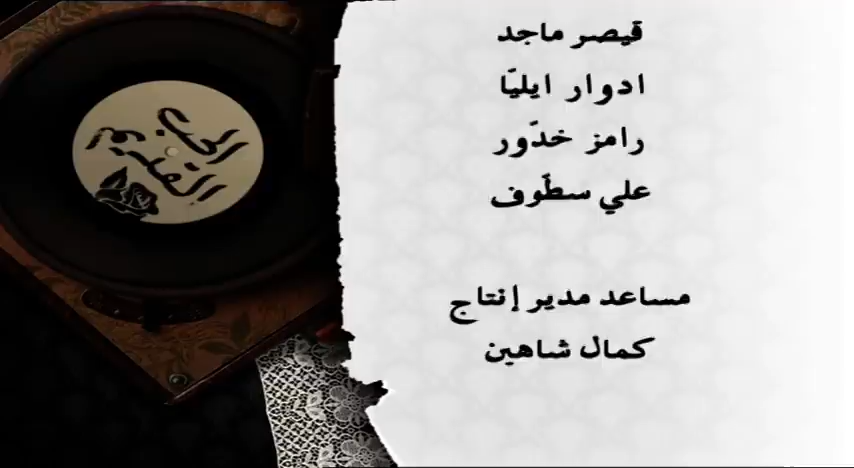 قيصر ماجد
ادوار ايليّا
رامز خدّور
علي سطّوف
مساعد مدير إنتاج
كمال شاهين